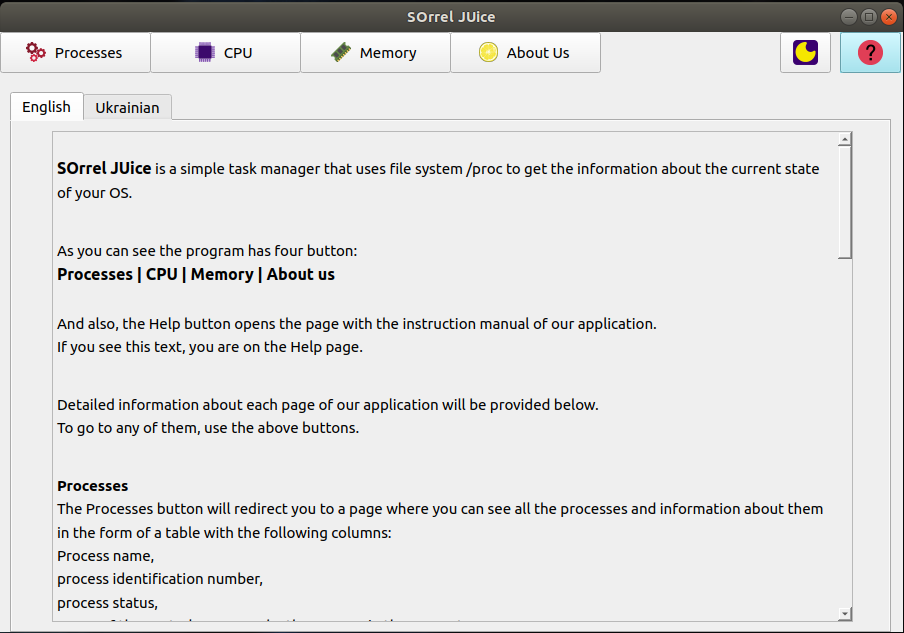 SOrrel JUice
Processes
CPU
Memory
About Us
?
English
Ukrainian
SOrrel JUice is a simple task manager that uses file system /proc to get the information about the current state
of your OS.
As you can see the program has four button:
Processes | CPU | Memory | About us
And also, the Help button opens the page with the instruction manual of our application.
If you see this text, you are on the Help page.
Detailed information about each page of our application will be provided below.
To go to any of them, use the above buttons.
Processes
The Processes button will redirect you to a page where you can see all the processes and information about them
in the form of a table with the following columns:
Process name,
process identification number,
process status,